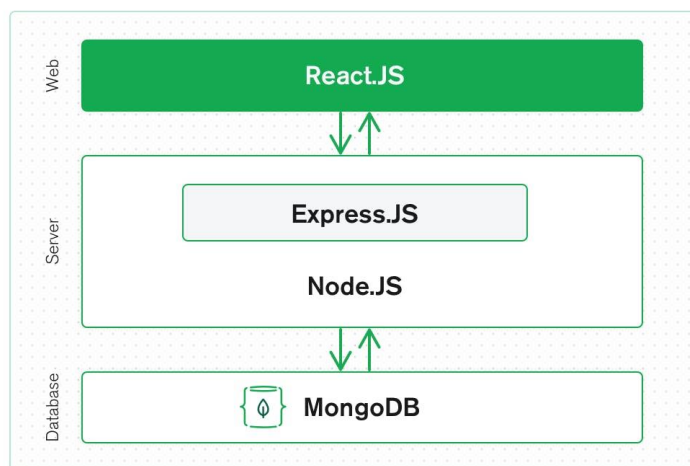 Web
React.JS
Server
Express.JS
Node.JS
Database
MongoDB